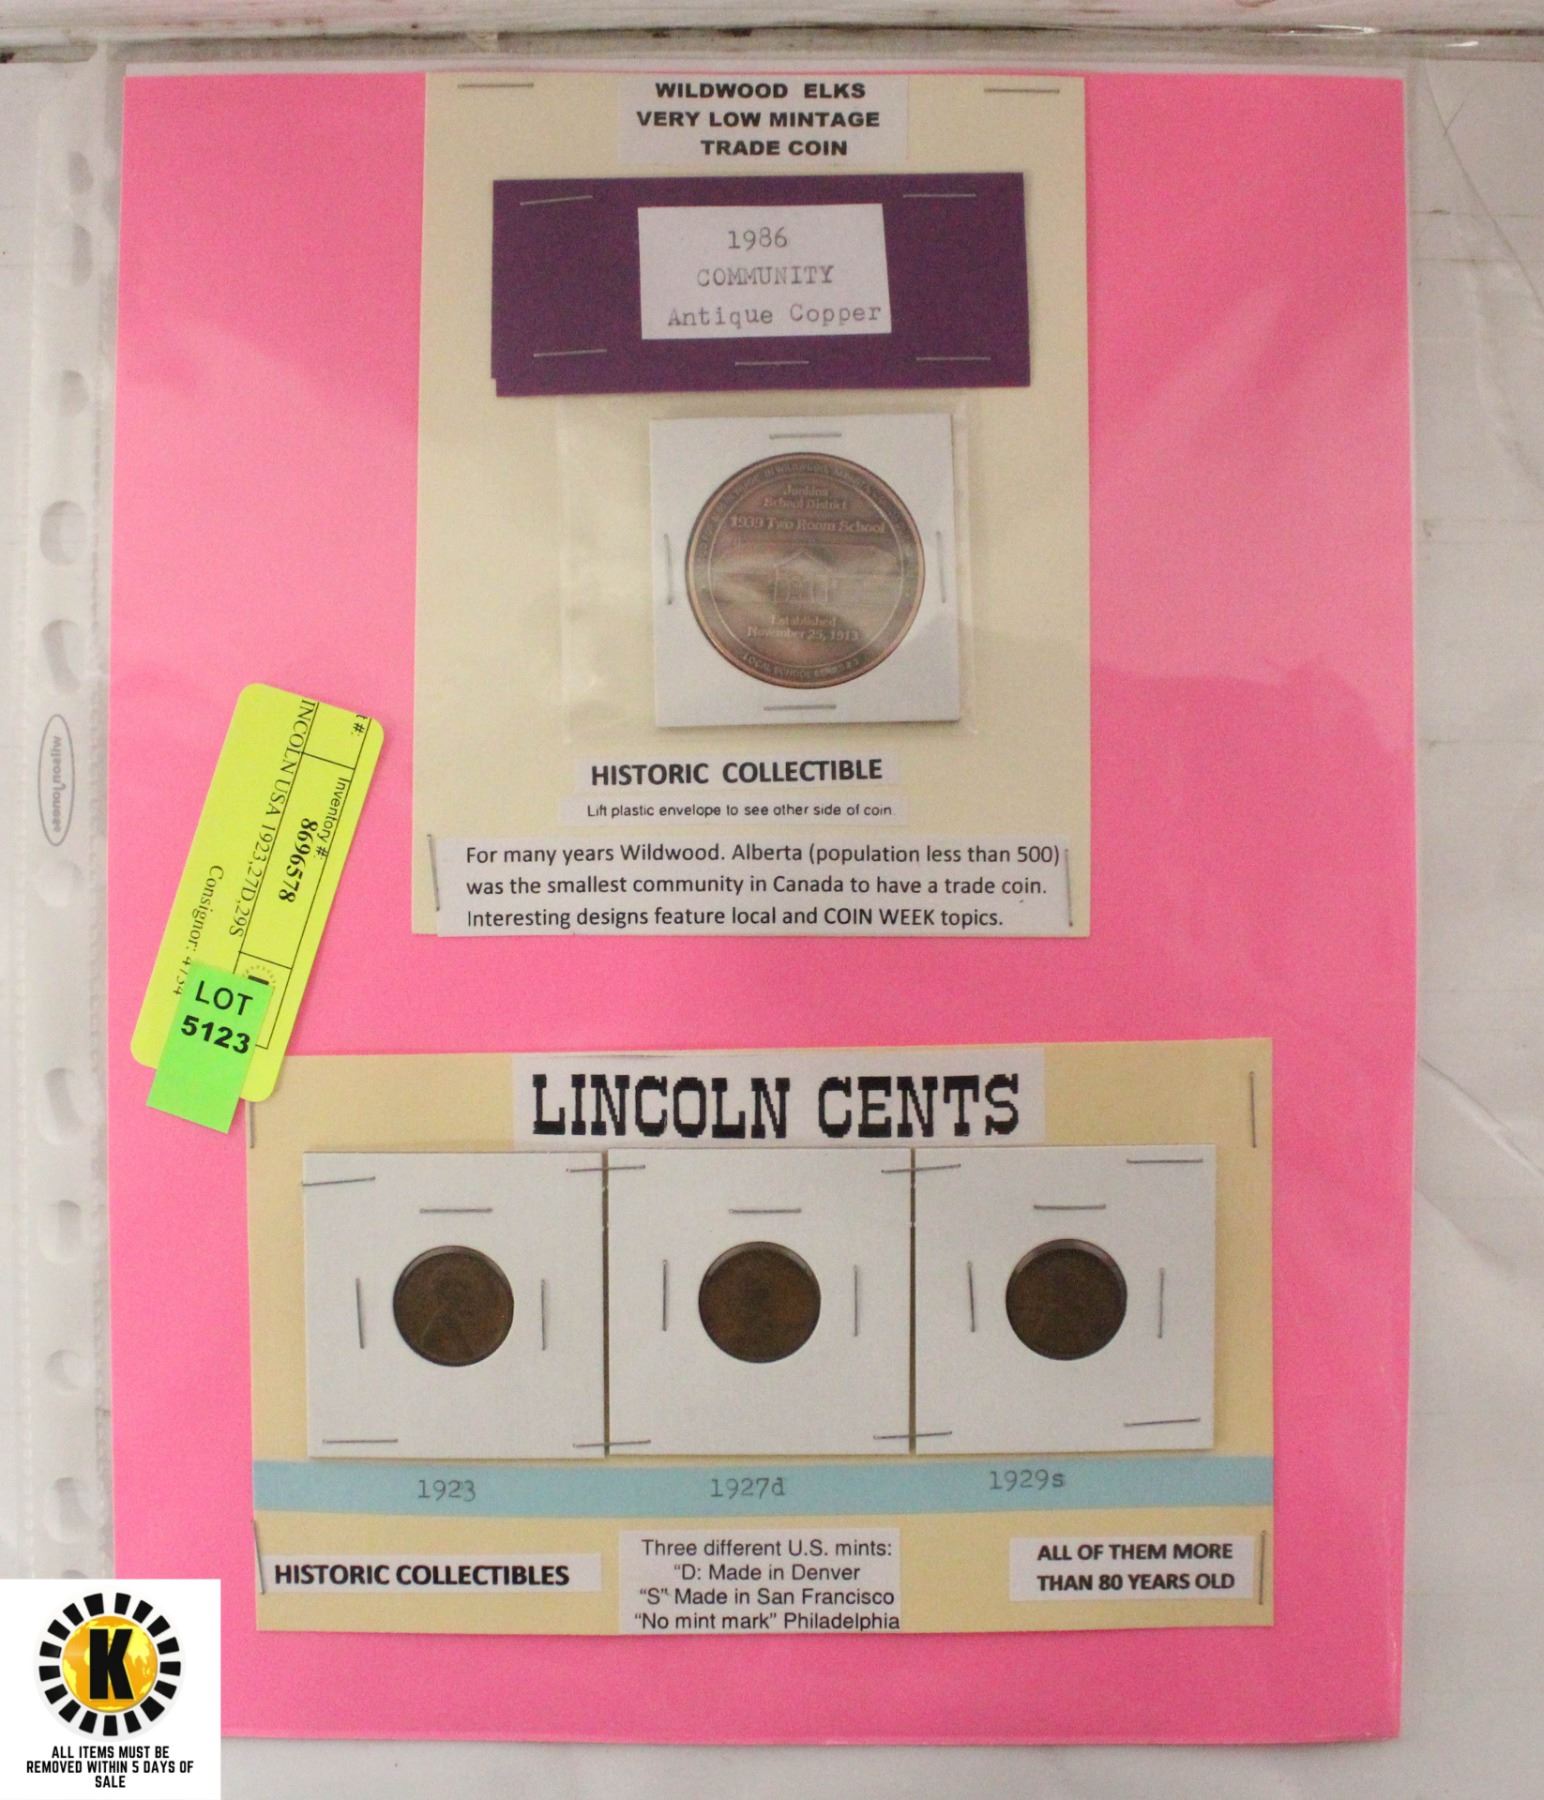 WILDWOOD ELKS
VERY LOW MINTAGE
TRADE COIN
1986
COMMUNITY
Antique Copper
Junkins
School District
1939 Two Room School
Established
November 25, 1913
LOCAL SCHOOL SERIES
HISTORIC COLLECTIBLE
Lift plastic envelope to see other side of coin.
For many years Wildwood. Alberta (population less than 500)
was the smallest community in Canada to have a trade coin.
Interesting designs feature local and COIN WEEK topics.
t #:
Inventory #:
8696578
INCOLN USA 1923,27D,29S
Consignor: 4734
LOT
5123
LINCOLN CENTS
1923
1927d
1929s
HISTORIC COLLECTIBLES
Three different U.S. mints:
"D: Made in Denver
"S" Made in San Francisco
"No mint mark" Philadelphia
ALL OF THEM MORE
THAN 80 YEARS OLD
K
ALL ITEMS MUST BE
REMOVED WITHIN 5 DAYS OF
SALE